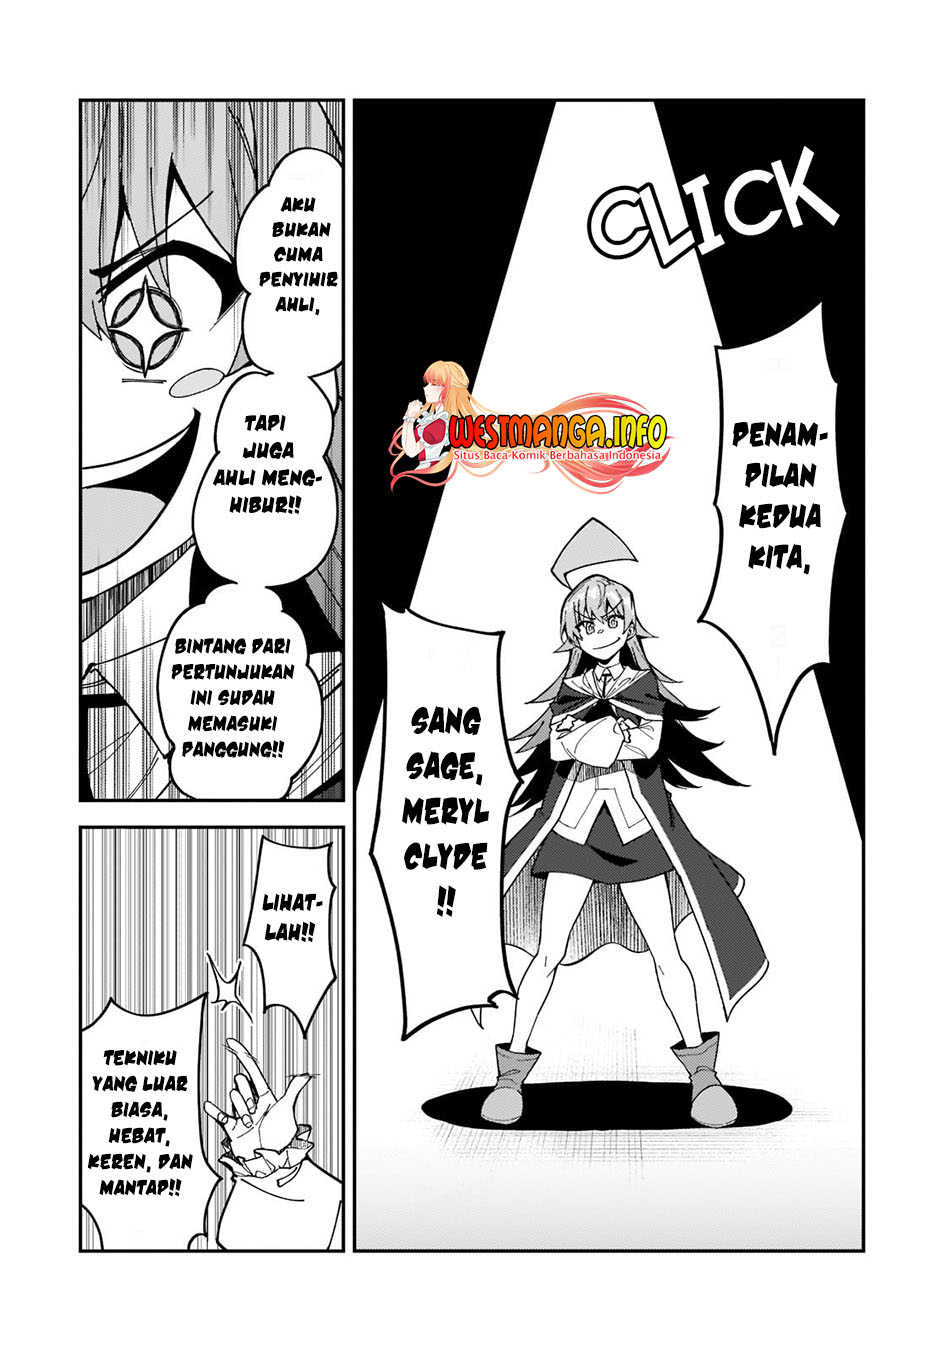 CLICK
PENAM-
PILAN
KEDUA
KITA,
SANG
SAGE,
MERYL
CLYDE
!!
WESTMANGA.INFO
Situs Baca Komik Berbahasa Indonesia
AKU
BUKAN
CUMA
PENYIHIR
AHLI,
TAPI
JUGA
AHLI MENG-
HIBUR!!
BINTANG DARI
PERTUNJUKAN
INI SUDAH
MEMASUKI
PANGGUNG!!
LIHAT-
LAH!!
TEKNIKU
YANG LUAR
BIASA,
HEBAT,
KEREN, DAN
MANTAP!!